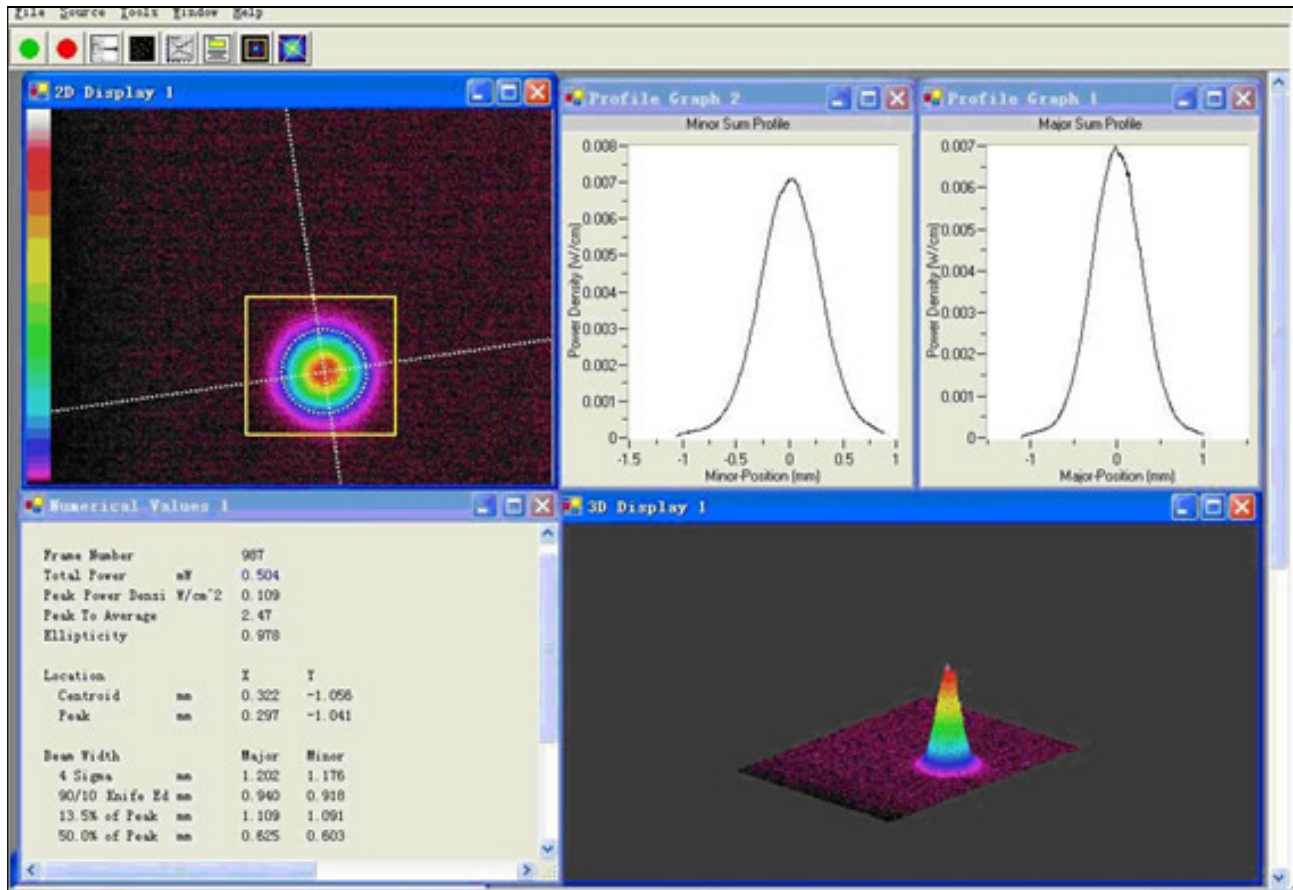 File Source Tools Window Help
2D Display 1
Profile Graph 2
Minor Sum Profile
Power Density [W/cm]
0.008
0.007
0.006
0.005
0.004
0.003
0.002
0.001
0
-1.5 -1 -0.5 0 0.5 1
Minor-Position [mm]
Profile Graph 1
Major Sum Profile
Power Density [W/cm]
0.007
0.006
0.005
0.004
0.003
0.002
0.001
0
-1 0 1
Major-Position [mm]
Numerical Values 1
Frame Number 987
Total Power mW 0.504
Peak Power Densi W/cm^2 0.109
Peak To Average 2.47
Ellipticity 0.978
Location X Y
Centroid mm 0.322 -1.056
Peak mm 0.297 -1.041
Beam Width Major Minor
4 Sigma mm 1.202 1.176
90/10 Knife Ed mm 0.940 0.918
13.5% of Peak mm 1.109 1.091
50.0% of Peak mm 0.625 0.603
3D Display 1